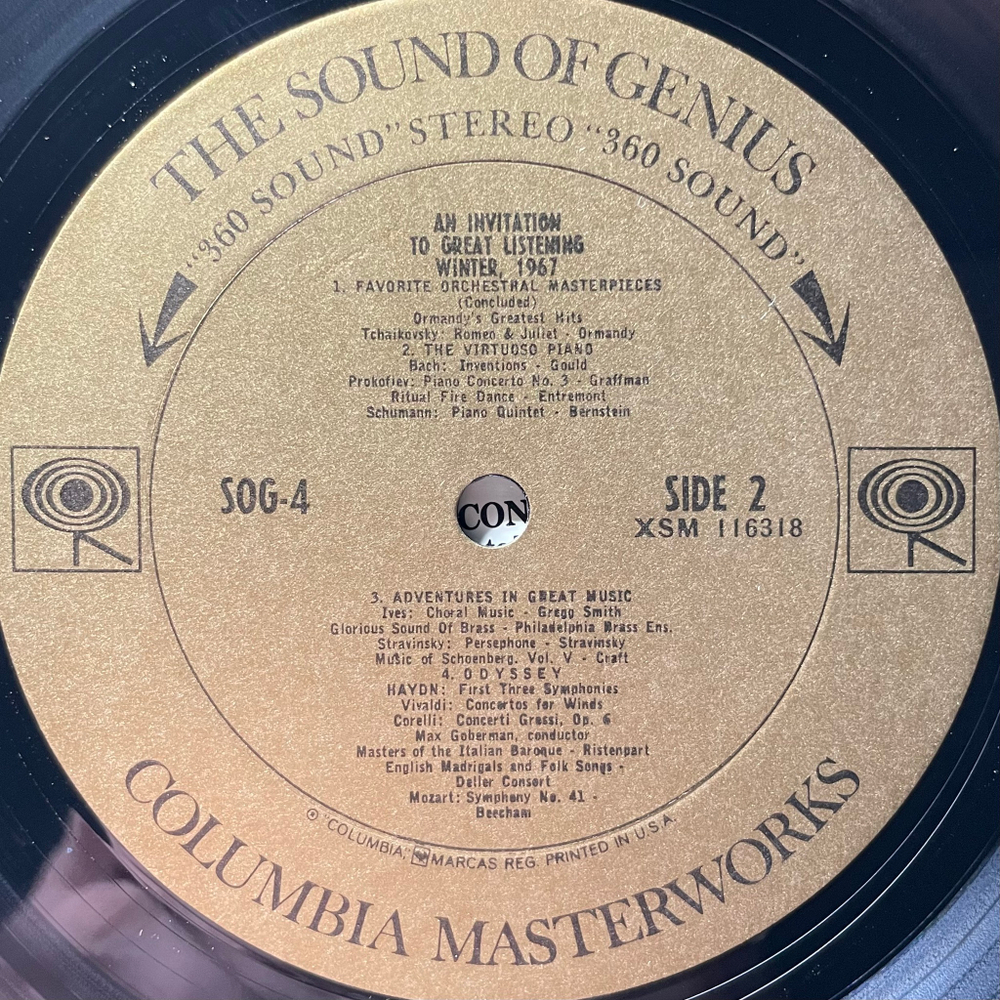 THE SOUND OF GENIUS
"360 SOUND" STEREO "360 SOUND"
AN INVITATION
TO GREAT LISTENING
WINTER, 1967
1. FAVORITE ORCHESTRAL MASTERPIECES
(Concluded)
Ormandy's Greatest Hits
Tchaikovsky: Romeo & Juliet - Ormandy
2. THE VIRTUOSO PIANO
Bach: Inventions - Gould
Prokofiev: Piano Concerto No. 3 - Graffman
Ritual Fire Dance - Entremont
Schumann: Piano Quintet - Bernstein
SOG-4
CON
SIDE 2
XSM 116318
3. ADVENTURES IN GREAT MUSIC
Ives: Choral Music - Gregg Smith
Glorious Sound Of Brass - Philadelphia Brass Ens.
Stravinsky: Persephone - Stravinsky
Music of Schoenberg. Vol. V - Craft
4. ODYSSEY
HAYDN: First Three Symphonies
Vivaldi: Concertos for Winds
Corelli: Concerti Grossi, Op. 6
Max Goberman, conductor
Masters of the Italian Baroque - Ristenpart
English Madrigals and Folk Songs -
Deller Consort
Mozart: Symphony No. 41 -
Beecham
℗ "COLUMBIA," MARCAS REG. PRINTED IN U.S.A.
COLUMBIA MASTERWORKS